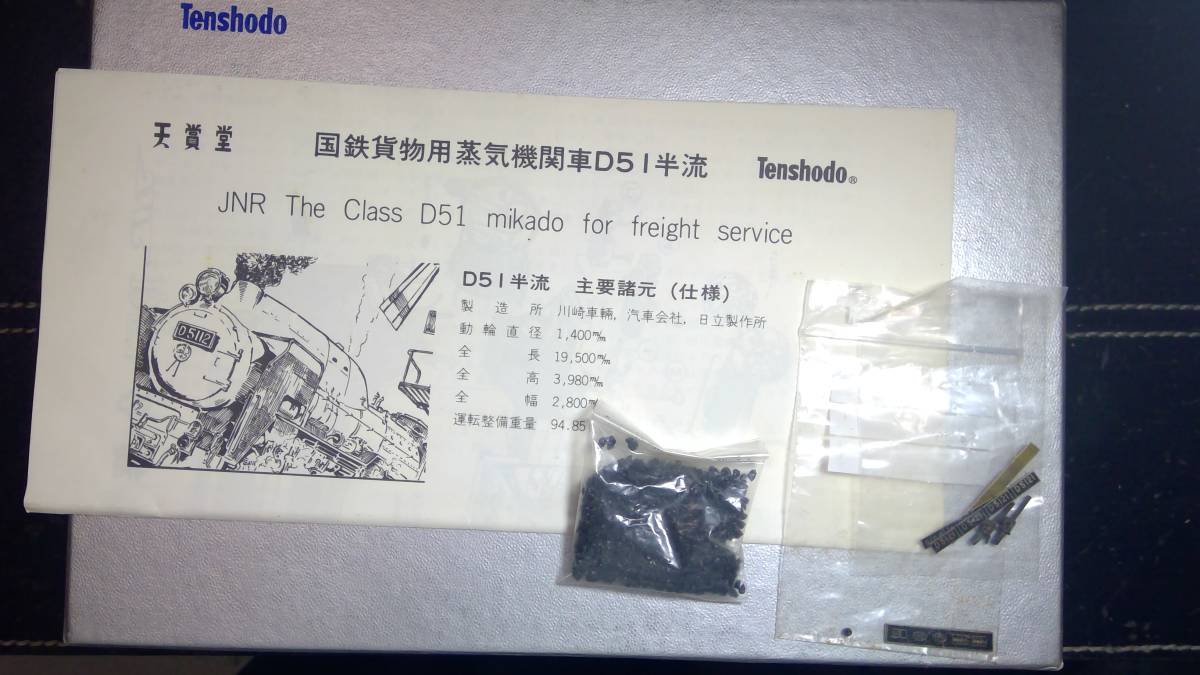 Tenshodo
天賞堂 国鉄貨物用蒸気機関車D51半流 Tenshodo®
JNR The Class D51 mikado for freight service
D5112
D51半流 主要諸元（仕様）
製造所 川崎車輛，汽車会社，日立製作所
動輪直径 1,400㎜
全長 19,500㎜
全高 3,980㎜
全幅 2,800
運転整備重量 94.85